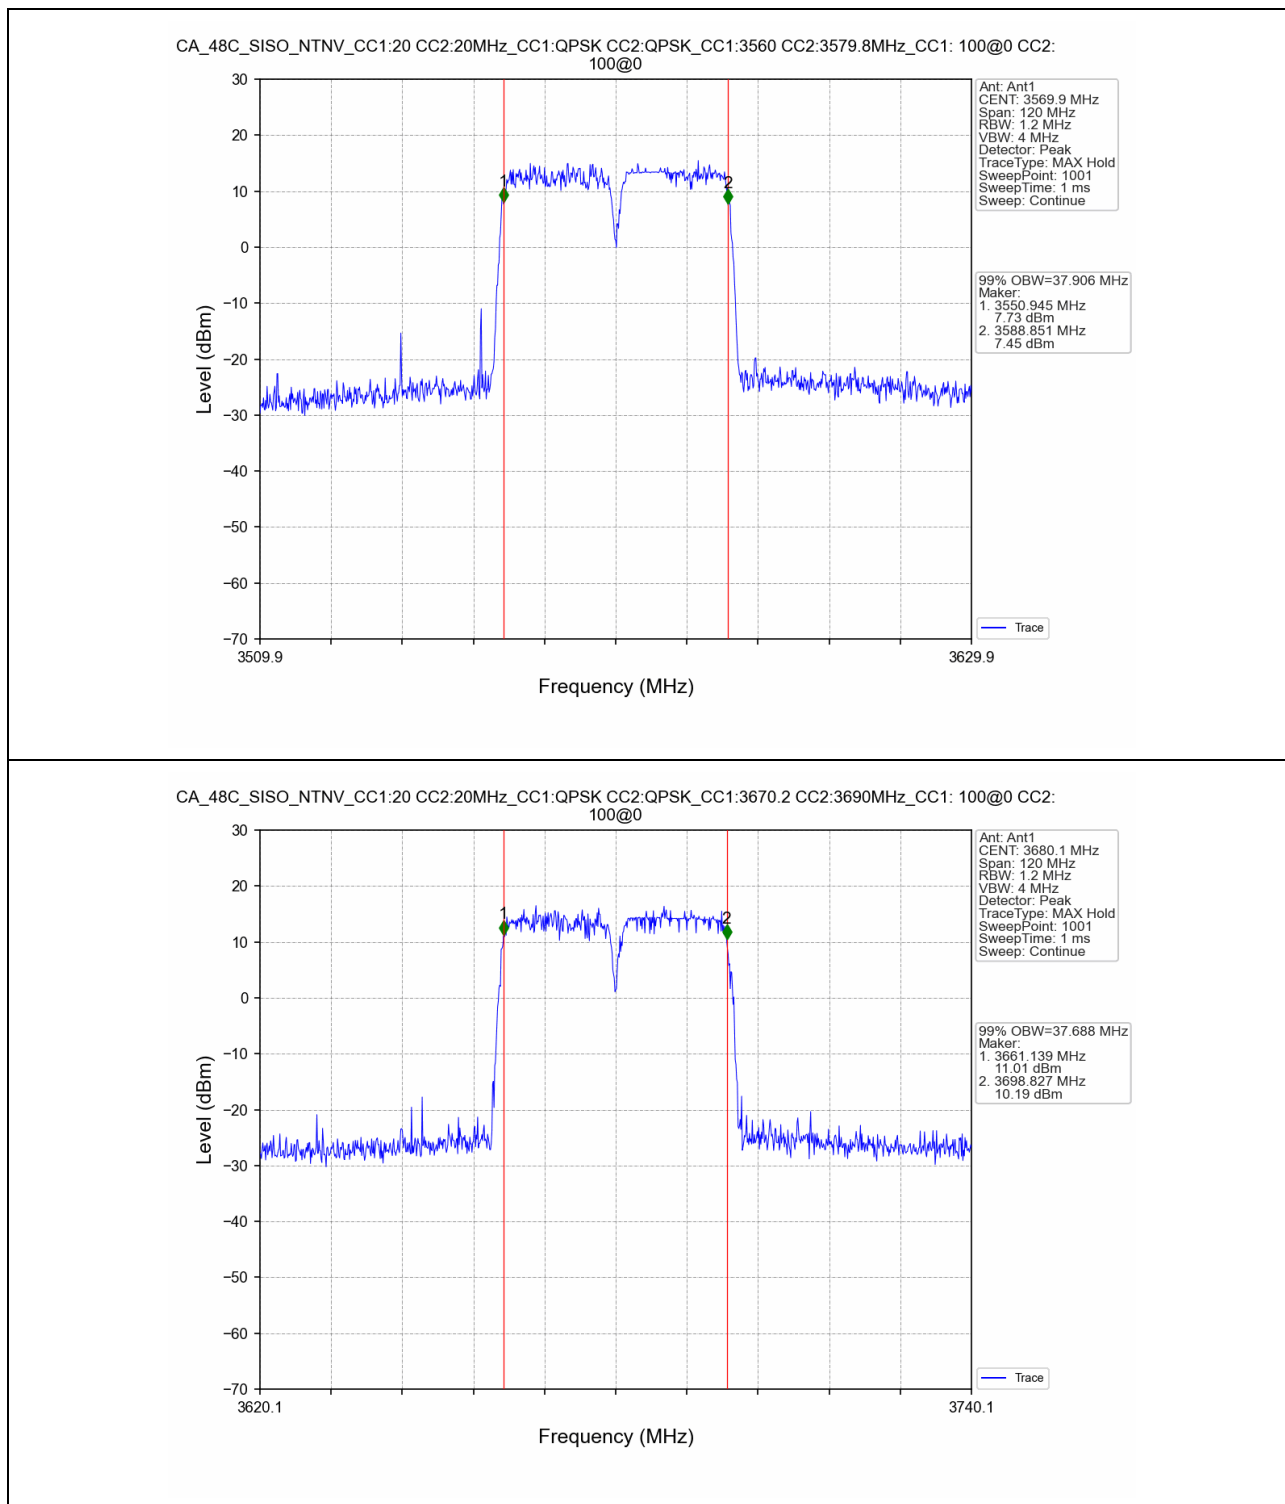 CA_48C_SISO_NTNV_CC1:20 CC2:20MHz_CC1:QPSK CC2:QPSK_CC1:3560 CC2:3579.8MHz_CC1: 100@0 CC2:
100@0
30
20
10
0
−10
−20
−30
−40
−50
−60
−70
Level (dBm)
1
2
3509.9
3629.9
Frequency (MHz)
Ant: Ant1
CENT: 3569.9 MHz
Span: 120 MHz
RBW: 1.2 MHz
VBW: 4 MHz
Detector: Peak
TraceType: MAX Hold
SweepPoint: 1001
SweepTime: 1 ms
Sweep: Continue
99% OBW=37.906 MHz
Maker:
1. 3550.945 MHz
7.73 dBm
2. 3588.851 MHz
7.45 dBm
Trace
CA_48C_SISO_NTNV_CC1:20 CC2:20MHz_CC1:QPSK CC2:QPSK_CC1:3670.2 CC2:3690MHz_CC1: 100@0 CC2:
100@0
30
20
10
0
−10
−20
−30
−40
−50
−60
−70
Level (dBm)
1
2
3620.1
3740.1
Frequency (MHz)
Ant: Ant1
CENT: 3680.1 MHz
Span: 120 MHz
RBW: 1.2 MHz
VBW: 4 MHz
Detector: Peak
TraceType: MAX Hold
SweepPoint: 1001
SweepTime: 1 ms
Sweep: Continue
99% OBW=37.688 MHz
Maker:
1. 3661.139 MHz
11.01 dBm
2. 3698.827 MHz
10.19 dBm
Trace